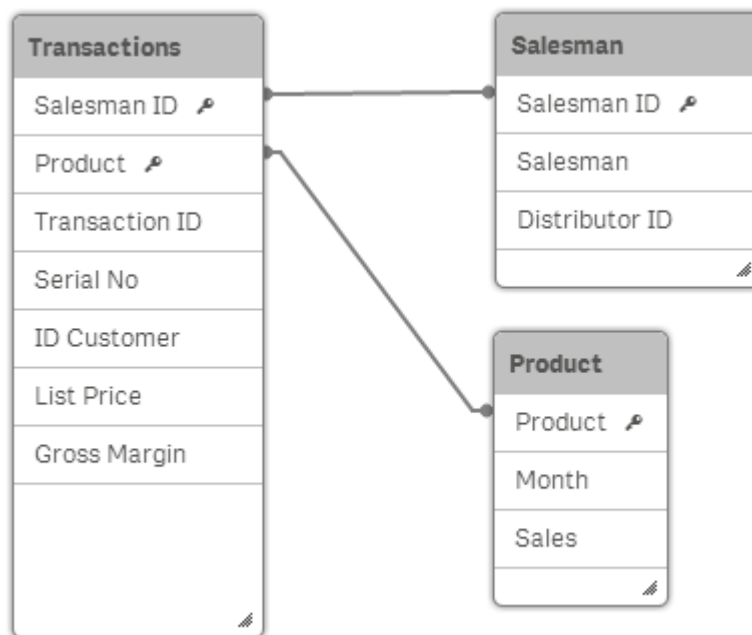 Transactions
Salesman ID
Product
Transaction ID
Serial No
ID Customer
List Price
Gross Margin
Salesman
Salesman ID
Salesman
Distributor ID
Product
Product
Month
Sales